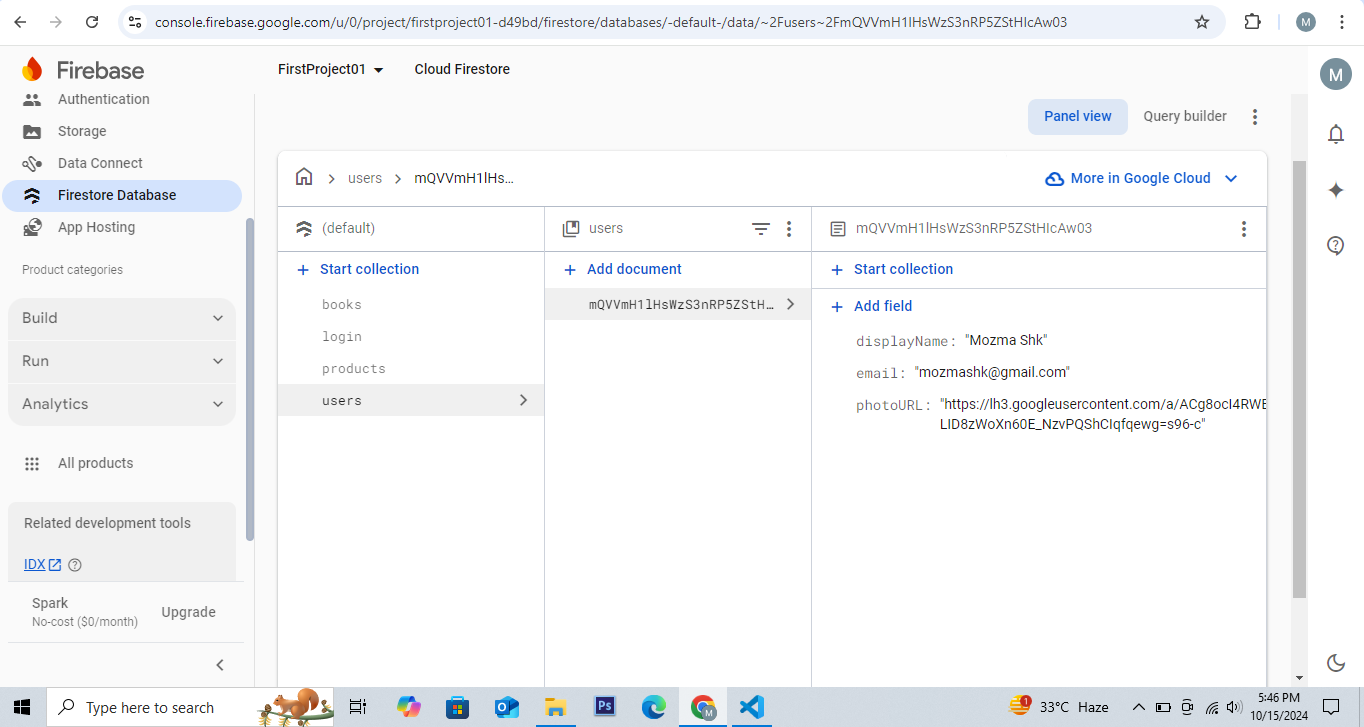 console.firebase.google.com/u/0/project/firstproject01-d49bd/firestore/databases/-default-/data/~2Fusers~2FmQVVmH1lHsWzS3nRP5ZStHIcAw03
M
Firebase
FirstProject01
Cloud Firestore
M
Authentication
Storage
Data Connect
Firestore Database
App Hosting
Product categories
Build
Run
Analytics
All products
Related development tools
IDX
Spark
No-cost ($0/month)
Upgrade
Panel view
Query builder
users
mQVVmH1lHs...
More in Google Cloud
(default)
users
mQVVmH1lHsWzS3nRP5ZStHIcAw03
+ Start collection
+ Add document
+ Start collection
books
login
products
users
mQVVmH1lHsWzS3nRP5ZStH...
+ Add field
displayName: "Mozma Shk"
email: "mozmashk@gmail.com"
photoURL: "https://lh3.googleusercontent.com/a/ACg8ocI4RWE
LID8zWoXn60E_NzvPQShCIqfqewg=s96-c"
Type here to search
Ps
M
1
33°C Haze
5:46 PM
10/15/2024